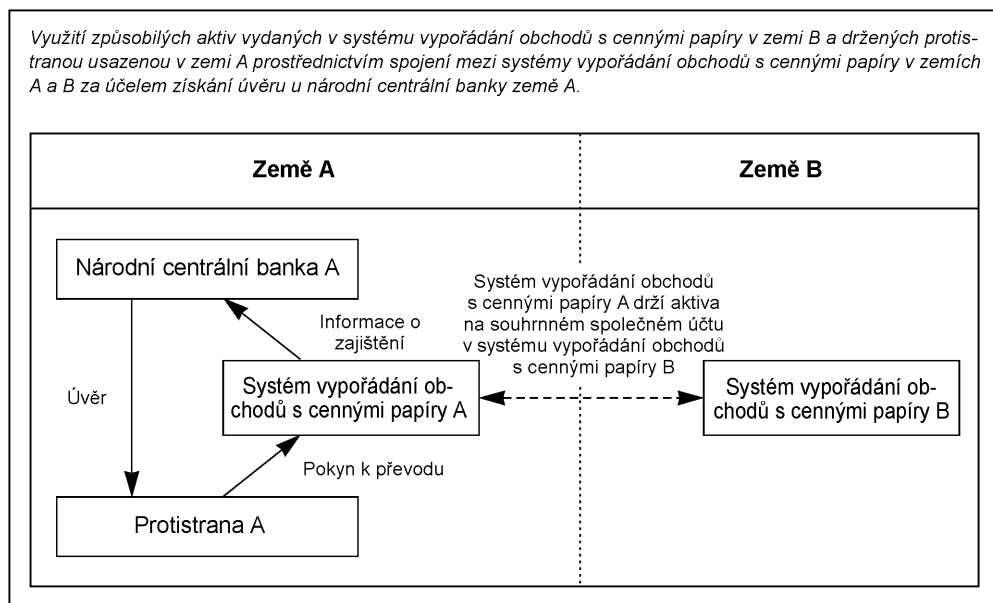 Využití způsobilých aktiv vydaných v systému vypořádání obchodů s cennými papíry v zemi B a držených protis-
tranou usazenou v zemi A prostřednictvím spojení mezi systémy vypořádání obchodů s cennými papíry v zemích
A a B za účelem získání úvěru u národní centrální banky země A.
Země A
Země B
Národní centrální banka A
Informace o
zajištění
Systém vypořádání obchodů
s cennými papíry A drží aktiva
na souhrnném společném účtu
v systému vypořádání obchodů
s cennými papíry B
Úvěr
Systém vypořádání ob-
chodů s cennými papíry A
Systém vypořádání ob-
chodů s cennými papíry B
Pokyn k převodu
Protistrana A